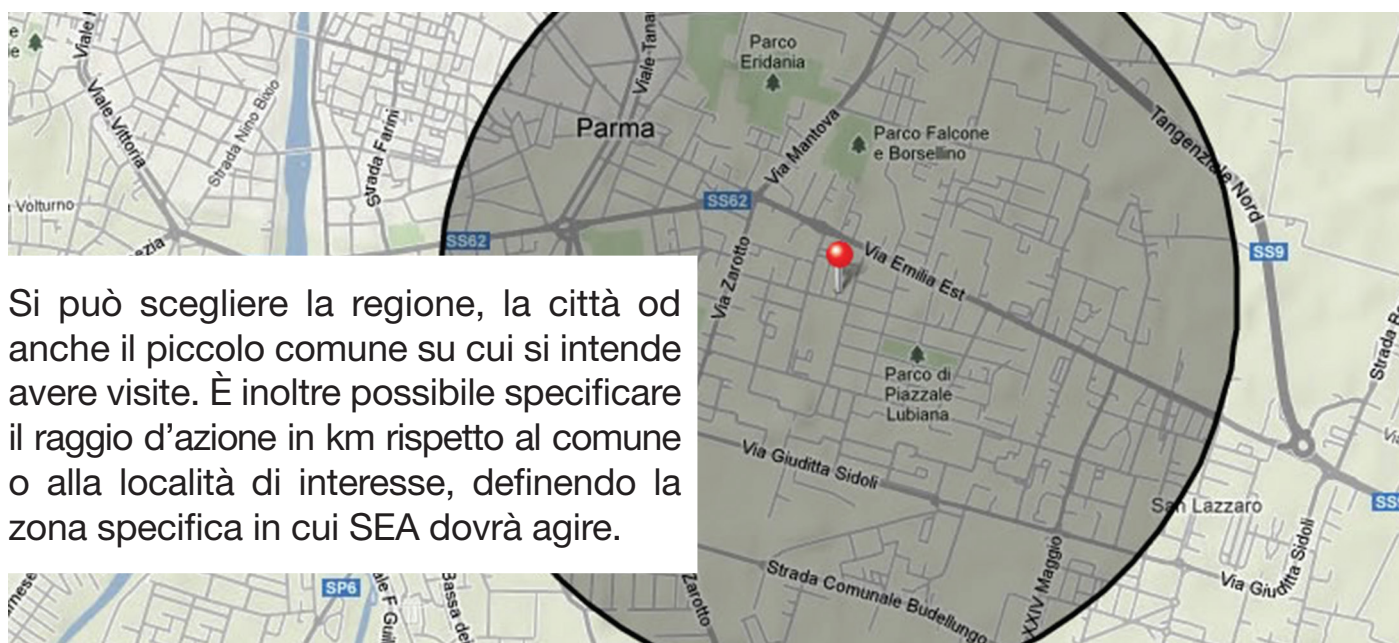 Parco
Eridania
Viale Tanar
Viale Vittoria
Strada Nino Bixio
Strada Farini
Parma
Via Mantova
Parco Falcone
e Borsellino
Tangenziale Nord
Volturno
SS62
SS62
SS9
Via Zarotto
Via Emilia Est
Si può scegliere la regione, la città od
anche il piccolo comune su cui si intende
avere visite. È inoltre possibile specificare
il raggio d’azione in km rispetto al comune
o alla località di interesse, definendo la
zona specifica in cui SEA dovrà agire.
Parco di
Piazzale
Lubiana
Via Giuditta Sidoli
San Lazzaro
Via Giuditta Sidoli
SP6
Zarotto
Strada Comunale Budellungo
XXIV Maggio